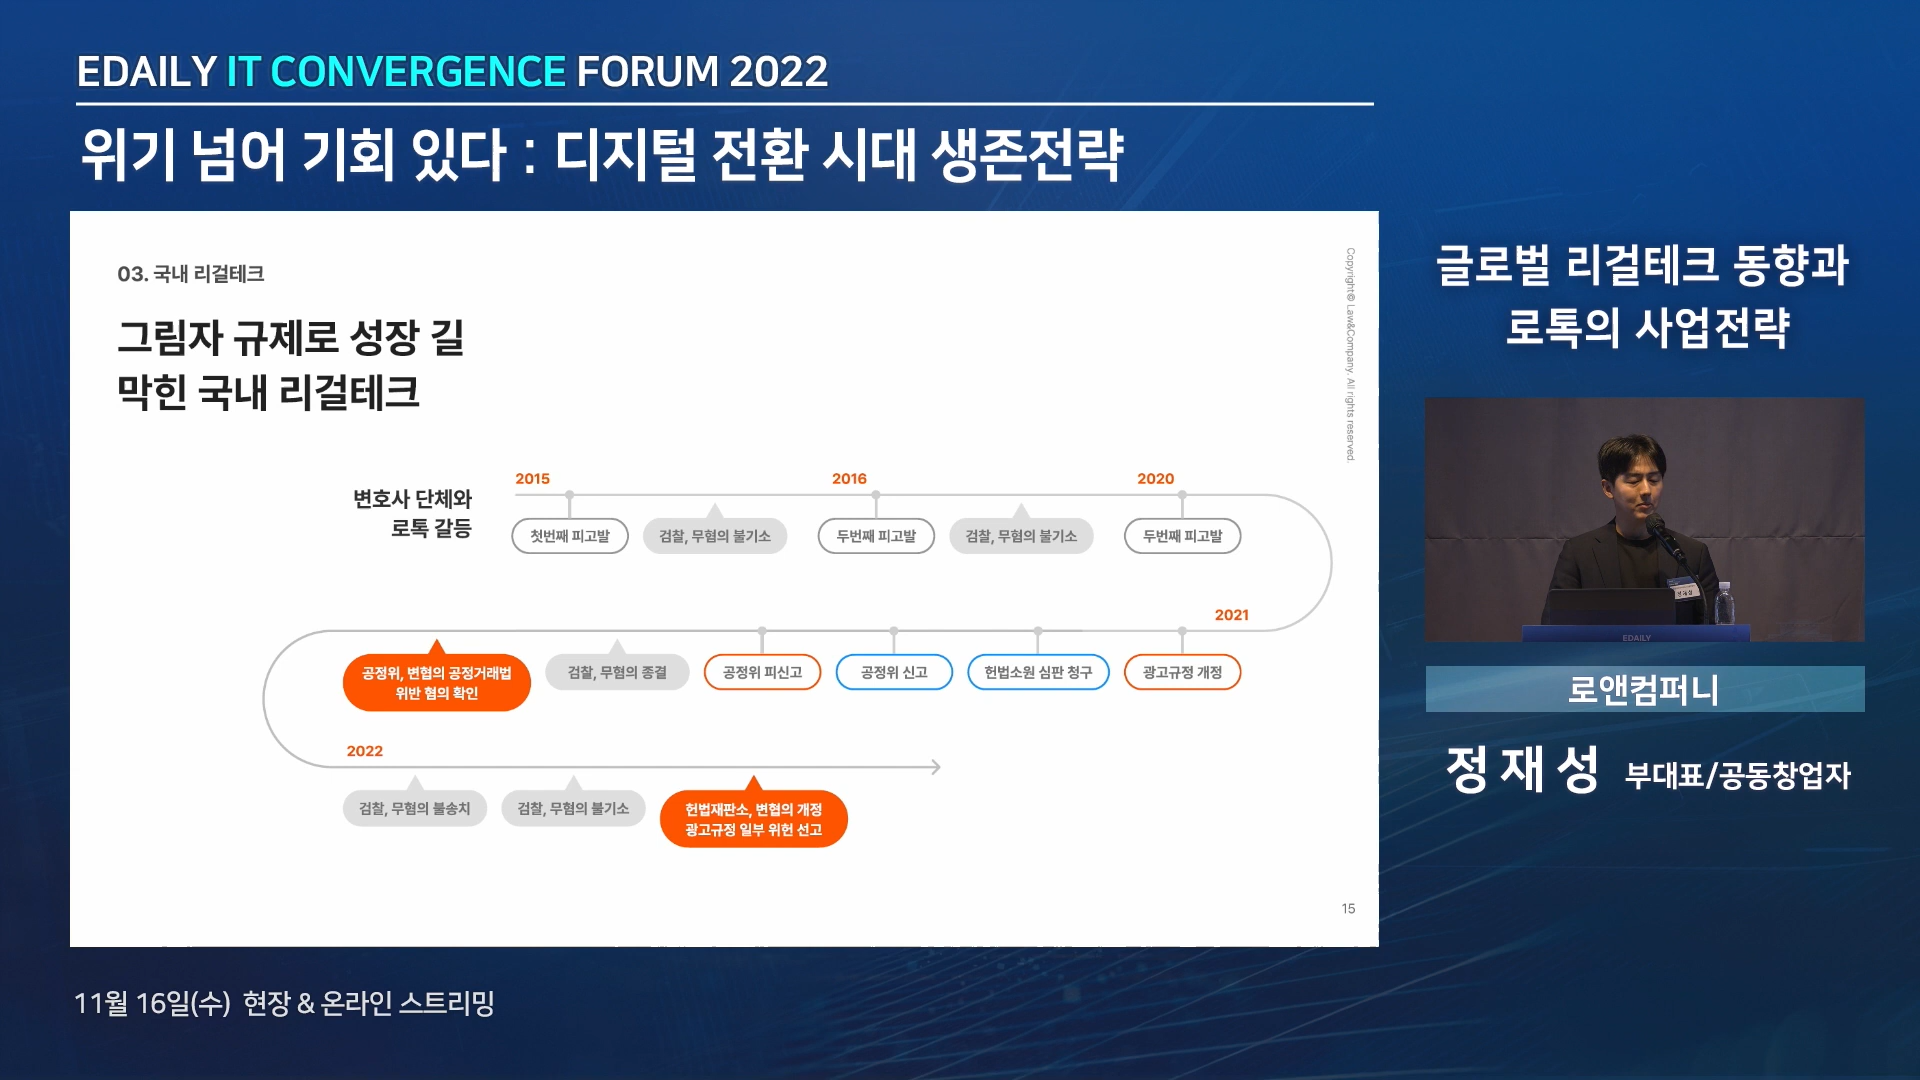 EDAILY IT CONVERGENCE FORUM 2022
위기 넘어 기회 있다 : 디지털 전환 시대 생존전략
03. 국내 리걸테크
그림자 규제로 성장 길
막힌 국내 리걸테크
Copyright© Law&Company. All rights reserved.
변호사 단체와
로톡 갈등
2015
2016
2020
첫번째 피고발
검찰, 무혐의 불기소
두번째 피고발
검찰, 무혐의 불기소
두번째 피고발
2021
공정위, 변협의 공정거래법
위반 혐의 확인
검찰, 무혐의 종결
공정위 피신고
공정위 신고
헌법소원 심판 청구
광고규정 개정
2022
검찰, 무혐의 불송치
검찰, 무혐의 불기소
헌법재판소, 변협의 개정
광고규정 일부 위헌 선고
15
글로벌 리걸테크 동향과
로톡의 사업전략
EDAILY
로앤컴퍼니
정재성 부대표/공동창업자
11월 16일(수) 현장 & 온라인 스트리밍